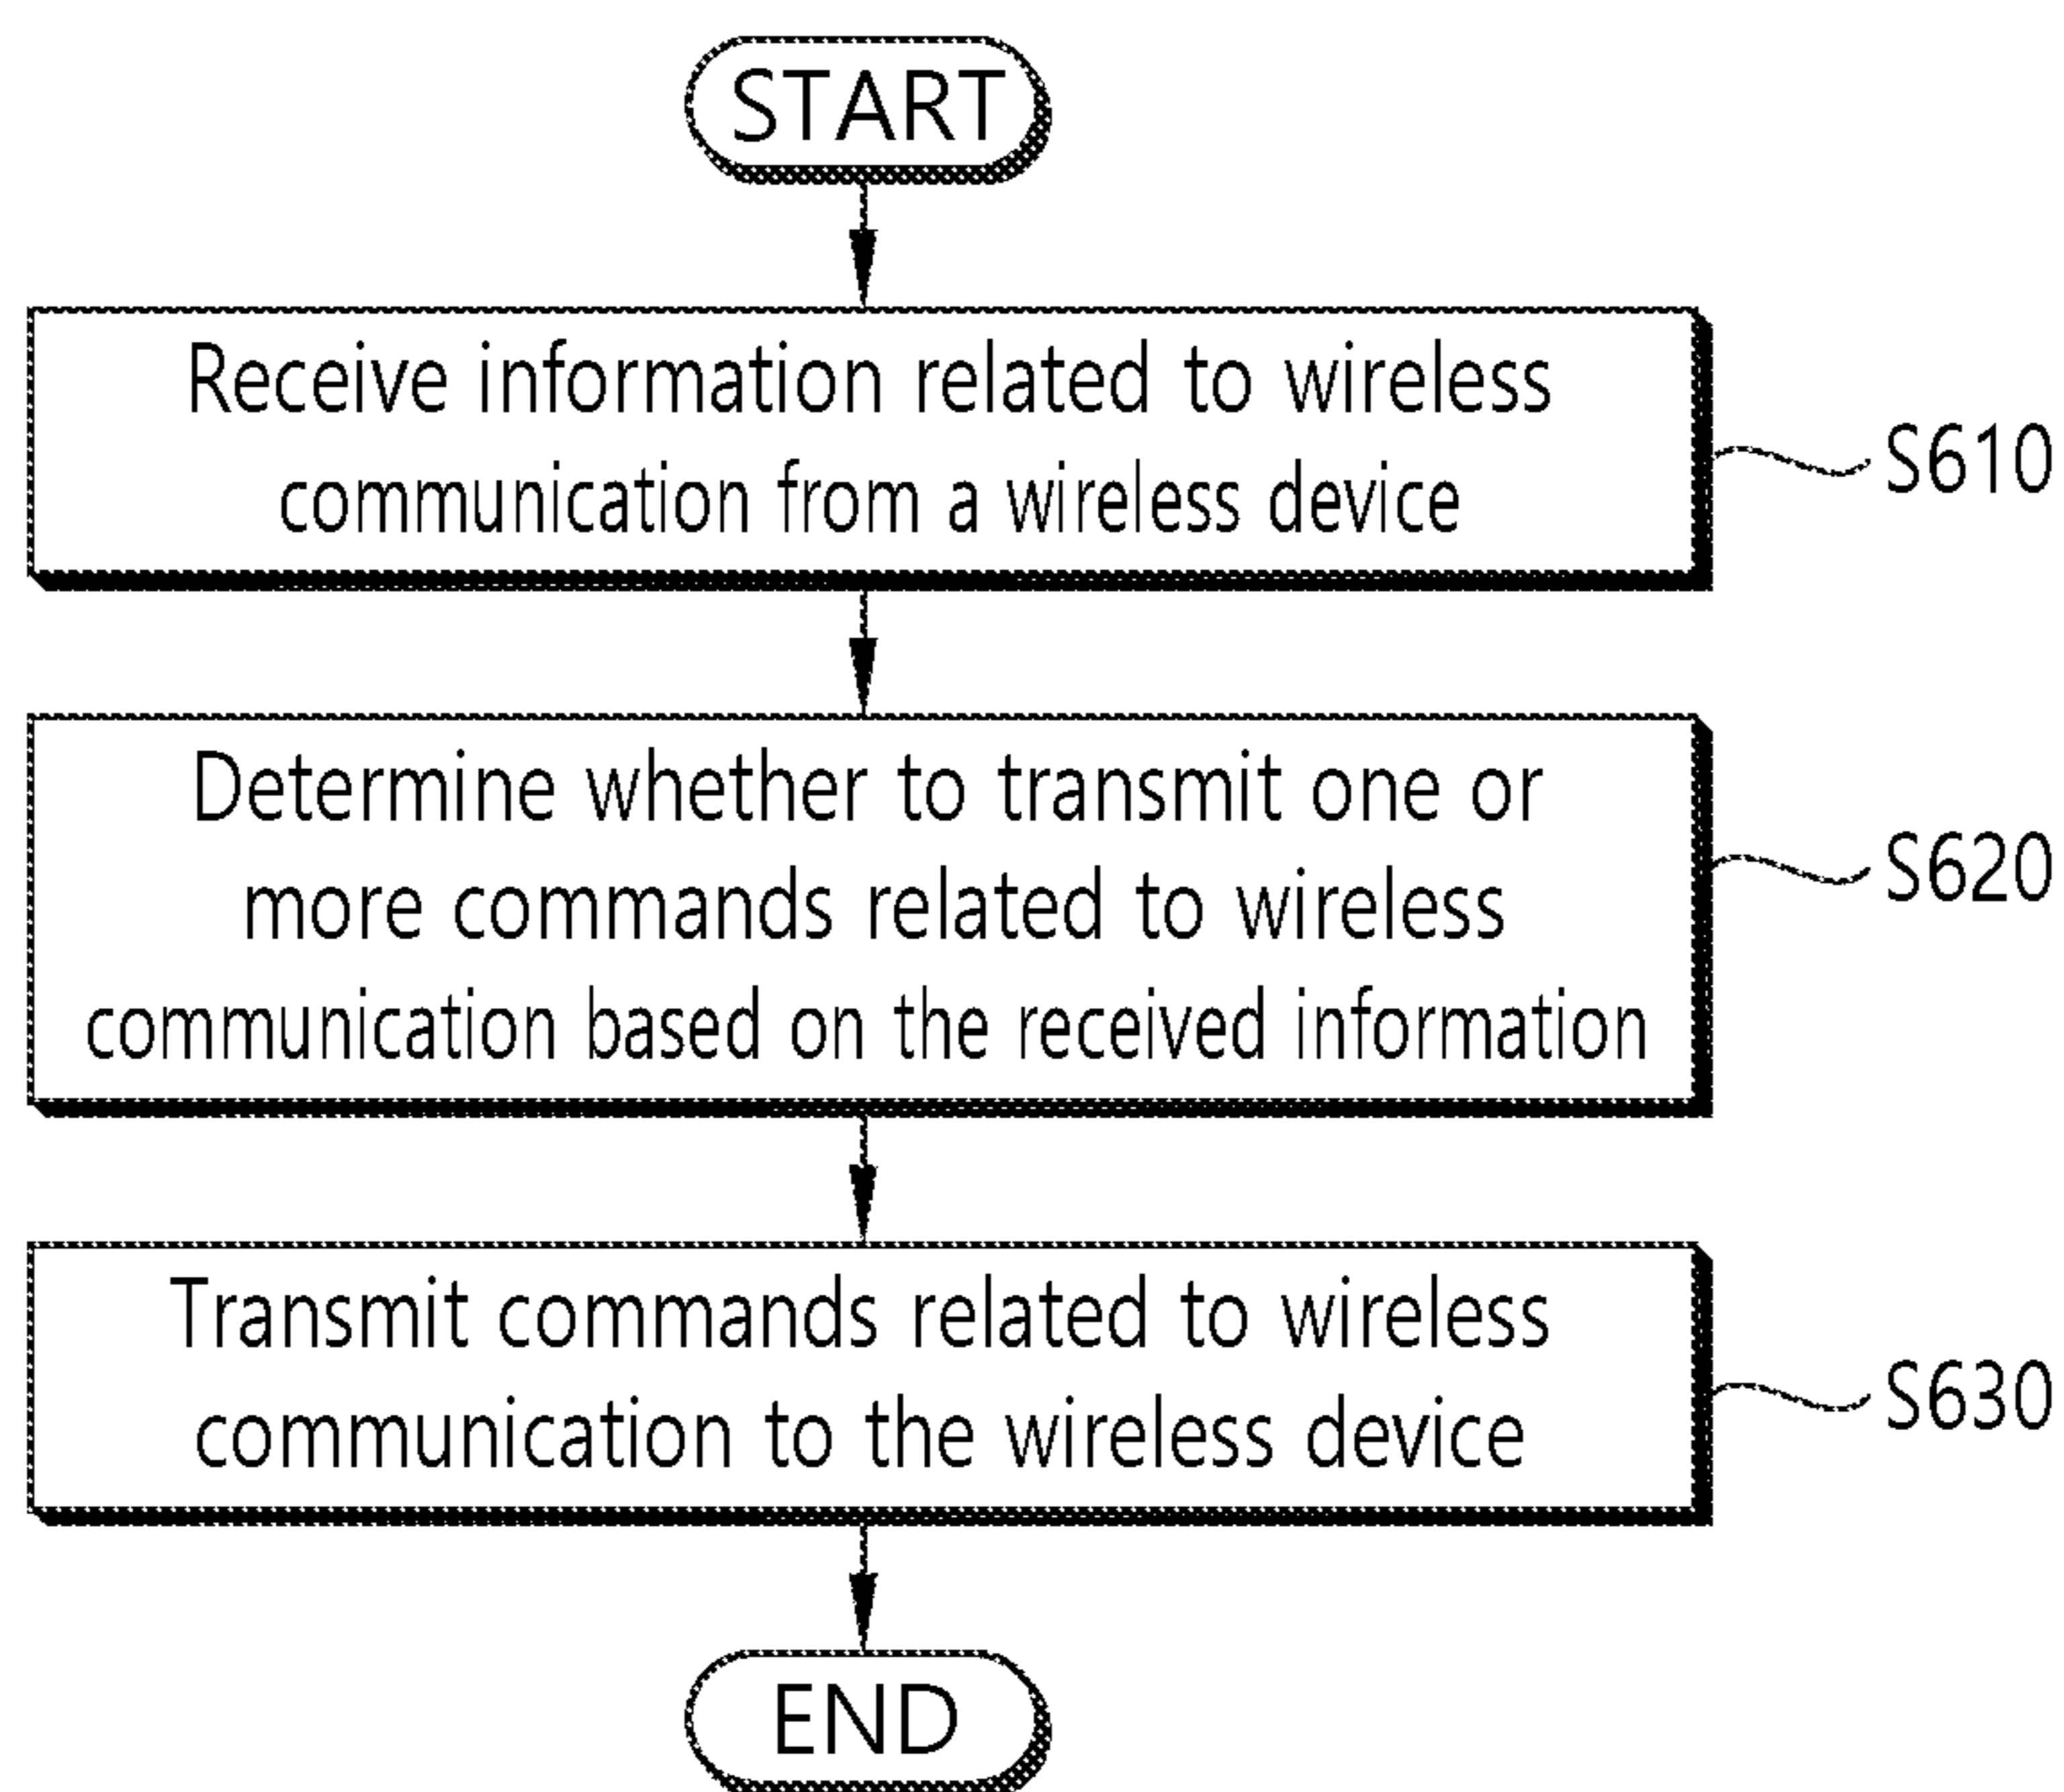 START
Receive information related to wireless
communication from a wireless device
S610
Determine whether to transmit one or
more commands related to wireless
communication based on the received information
S620
Transmit commands related to wireless
communication to the wireless device
S630
END